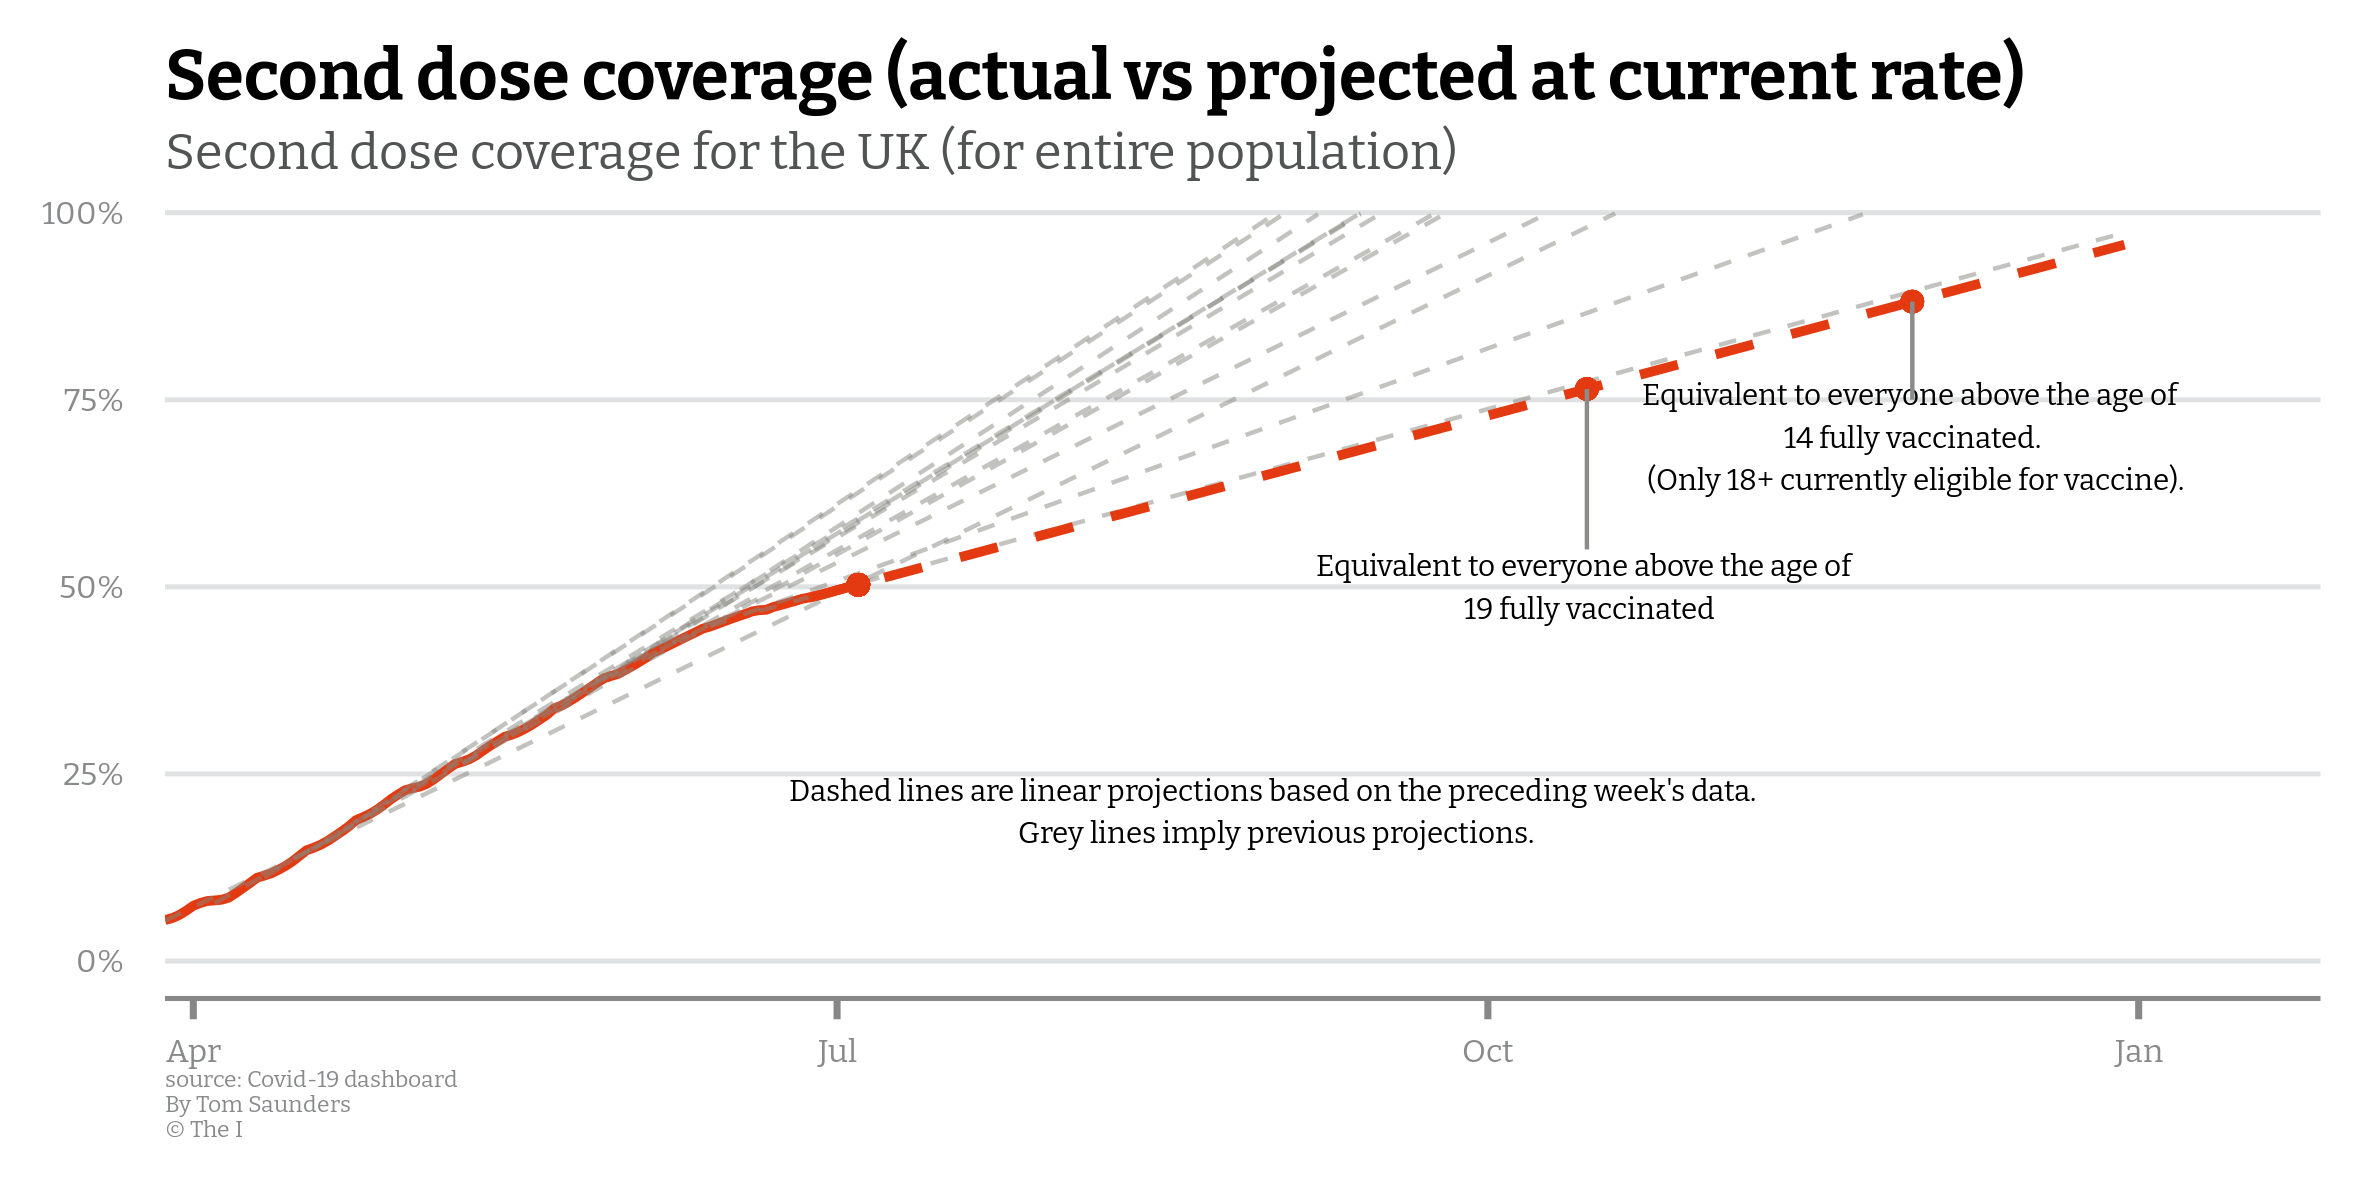 Second dose coverage (actual vs projected at current rate)
Second dose coverage for the UK (for entire population)
100%
75%
50%
25%
0%
Equivalent to everyone above the age of
14 fully vaccinated.
(Only 18+ currently eligible for vaccine).
Equivalent to everyone above the age of
19 fully vaccinated
Dashed lines are linear projections based on the preceding week's data.
Grey lines imply previous projections.
Apr
Jul
Oct
Jan
source: Covid-19 dashboard
By Tom Saunders
© The I